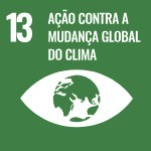 13 AÇÃO CONTRA A
MUDANÇA GLOBAL
DO CLIMA